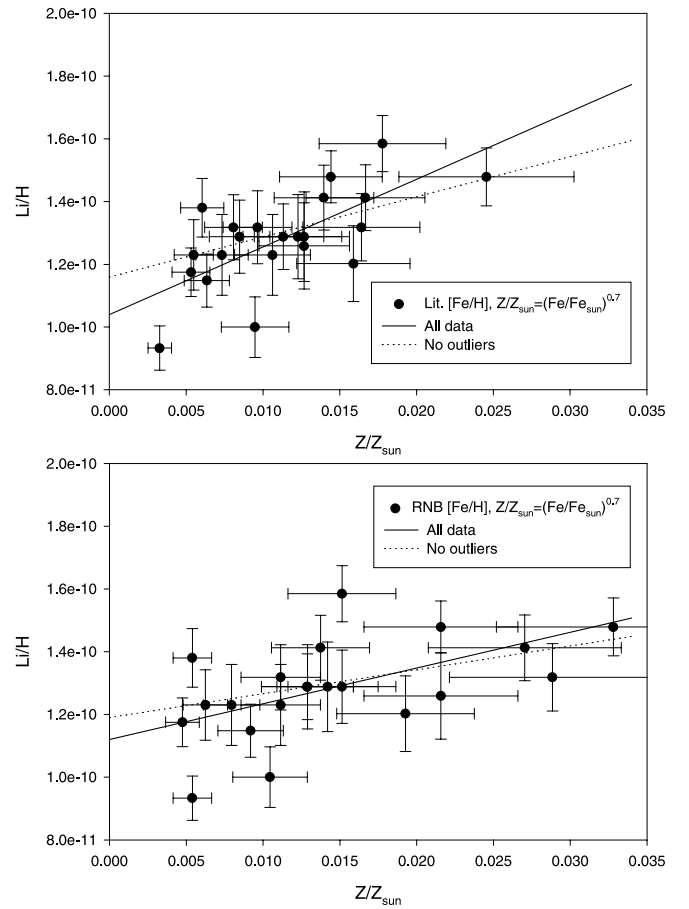 2.0e-10
1.8e-10
1.6e-10
1.4e-10
1.2e-10
1.0e-10
8.0e-11
Li/H
Lit. [Fe/H], Z/Zsun=(Fe/Fesun)0.7
All data
No outliers
0.000 0.005 0.010 0.015 0.020 0.025 0.030 0.035
Z/Zsun
2.0e-10
1.8e-10
1.6e-10
1.4e-10
1.2e-10
1.0e-10
8.0e-11
Li/H
RNB [Fe/H], Z/Zsun=(Fe/Fesun)0.7
All data
No outliers
0.000 0.005 0.010 0.015 0.020 0.025 0.030 0.035
Z/Zsun